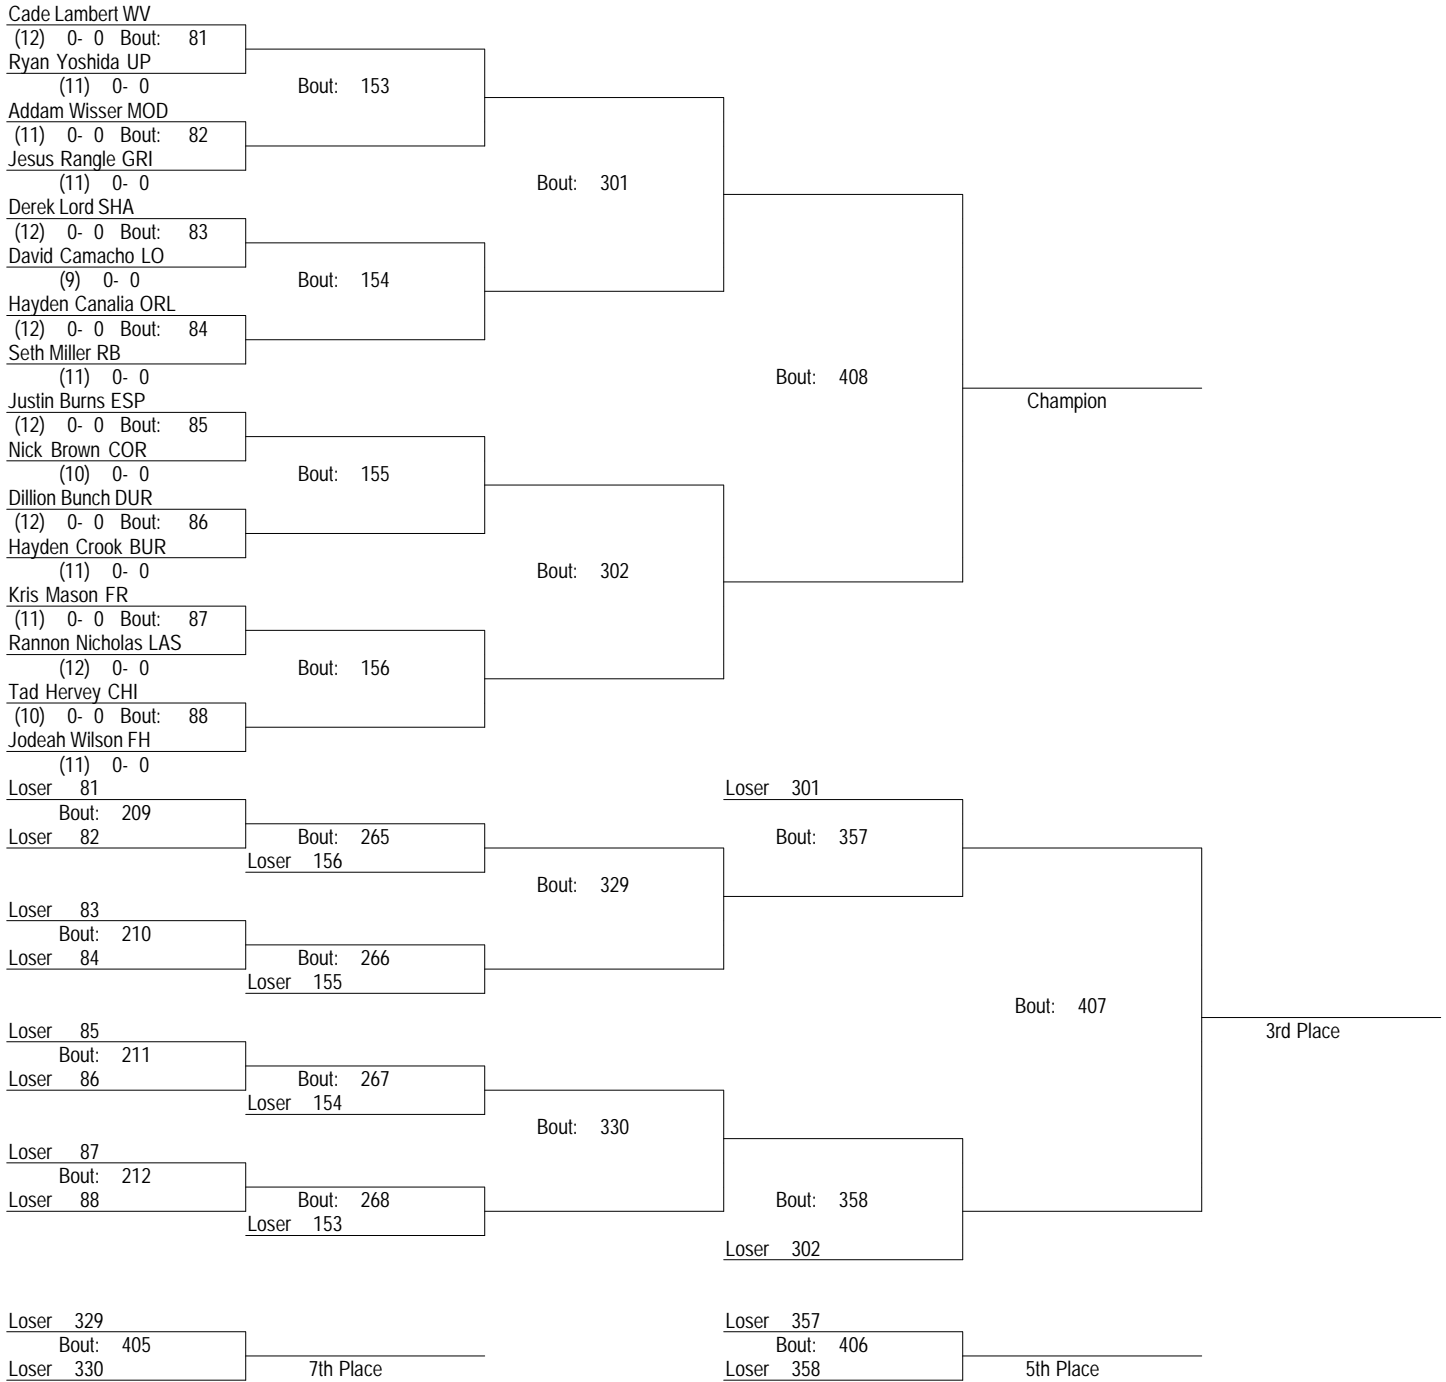 Cade Lambert WV
(12) 0- 0 Bout: 81
Ryan Yoshida UP
(11) 0- 0 Bout: 153
Addam Wisser MOD
(11) 0- 0 Bout: 82
Jesus Rangle GRI
(11) 0- 0 Bout: 301
Derek Lord SHA
(12) 0- 0 Bout: 83
David Camacho LO
(9) 0- 0 Bout: 154
Hayden Canalia ORL
(12) 0- 0 Bout: 84
Seth Miller RB
(11) 0- 0 Bout: 408
Justin Burns ESP Champion
(12) 0- 0 Bout: 85
Nick Brown COR
(10) 0- 0 Bout: 155
Dillion Bunch DUR
(12) 0- 0 Bout: 86
Hayden Crook BUR
(11) 0- 0 Bout: 302
Kris Mason FR
(11) 0- 0 Bout: 87
Rannon Nicholas LAS
(12) 0- 0 Bout: 156
Tad Hervey CHI
(10) 0- 0 Bout: 88
Jodeah Wilson FH
(11) 0- 0
Loser 81 Loser 301
Bout: 209
Loser 82 Bout: 265 Bout: 357
Loser 156
Bout: 329
Loser 83
Bout: 210
Loser 84 Bout: 266
Loser 155
Bout: 407
Loser 85 3rd Place
Bout: 211
Loser 86 Bout: 267
Loser 154
Bout: 330
Loser 87
Bout: 212
Loser 88 Bout: 268 Bout: 358
Loser 153
Loser 302
Loser 329 Loser 357
Bout: 405 Bout: 406
Loser 330 7th Place Loser 358 5th Place